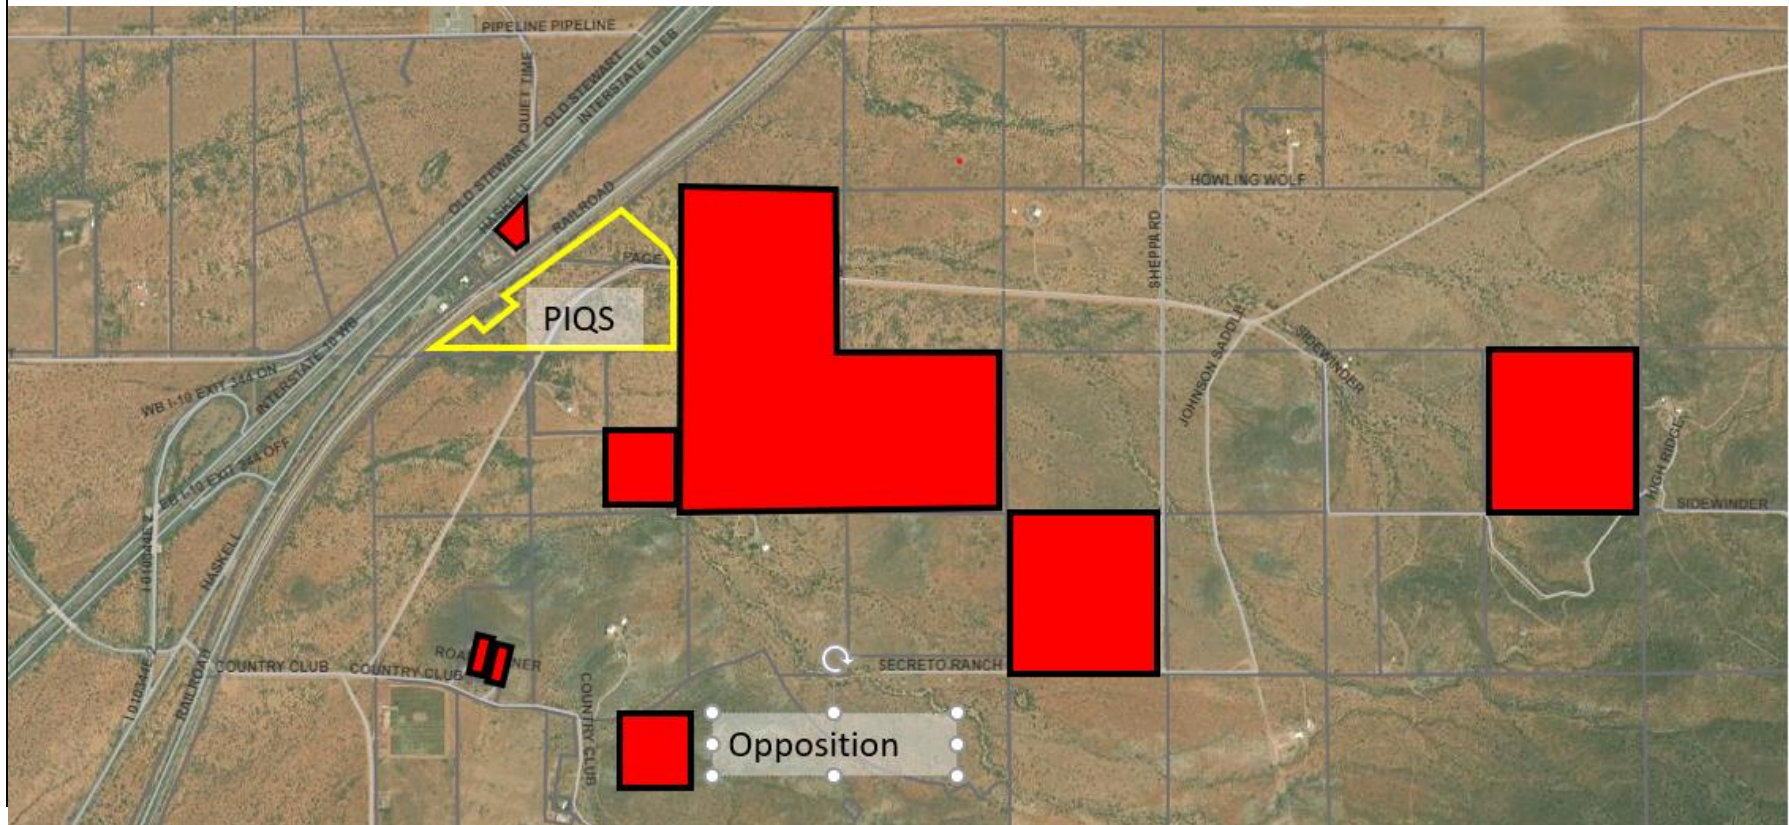 PIPELINE PIPELINE
QUIET TIME
OLD STEWART
INTERSTATE 10 EB
OLD STEWART
HASKELL
RAILROAD
HOWLING WOLF
SHEPPARD
PAGE
PIQS
INTERSTATE 10 WB
WB I-10 EXIT 344 ON
JOHNSON SADDLE
SIDEWINDER
EB I-10 EXIT 344 OFF
HIGH RIDGE
SIDEWINDER
HASKELL
COUNTRY CLUB
COUNTRY CLUB
SECRETO RANCH
RAILROAD
COUNTRY CLUB
Opposition